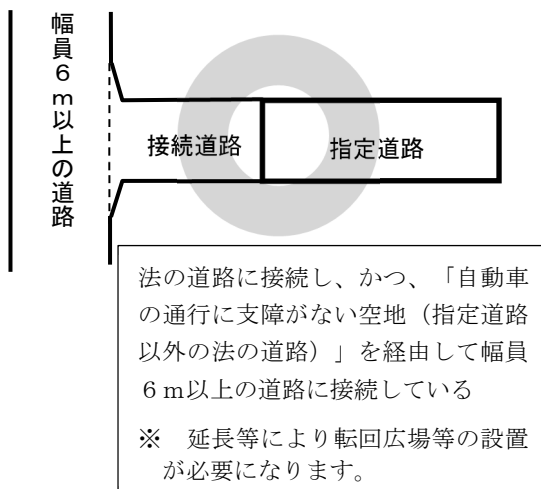 幅員６ｍ以上の道路
接続道路
指定道路
法の道路に接続し、かつ、「自動車
の通行に支障がない空地（指定道路
以外の法の道路）」を経由して幅員
６ｍ以上の道路に接続している
※　延長等により転回広場等の設置
が必要になります。